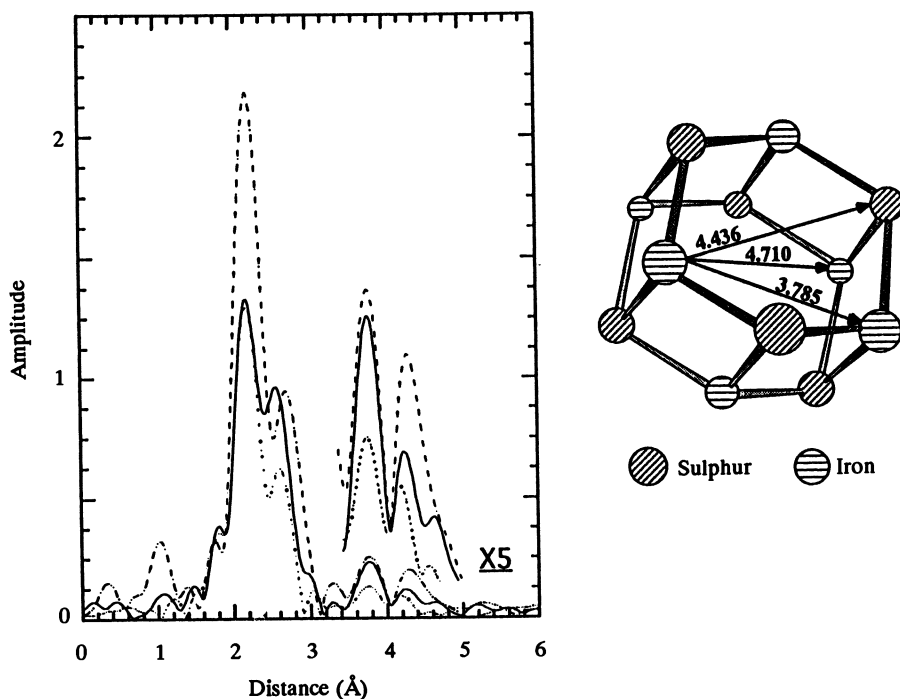 2
1
0
Amplitude
0 1 2 3 4 5 6
Distance (Å)
X5
4.436
4.710
3.785
Sulphur
Iron